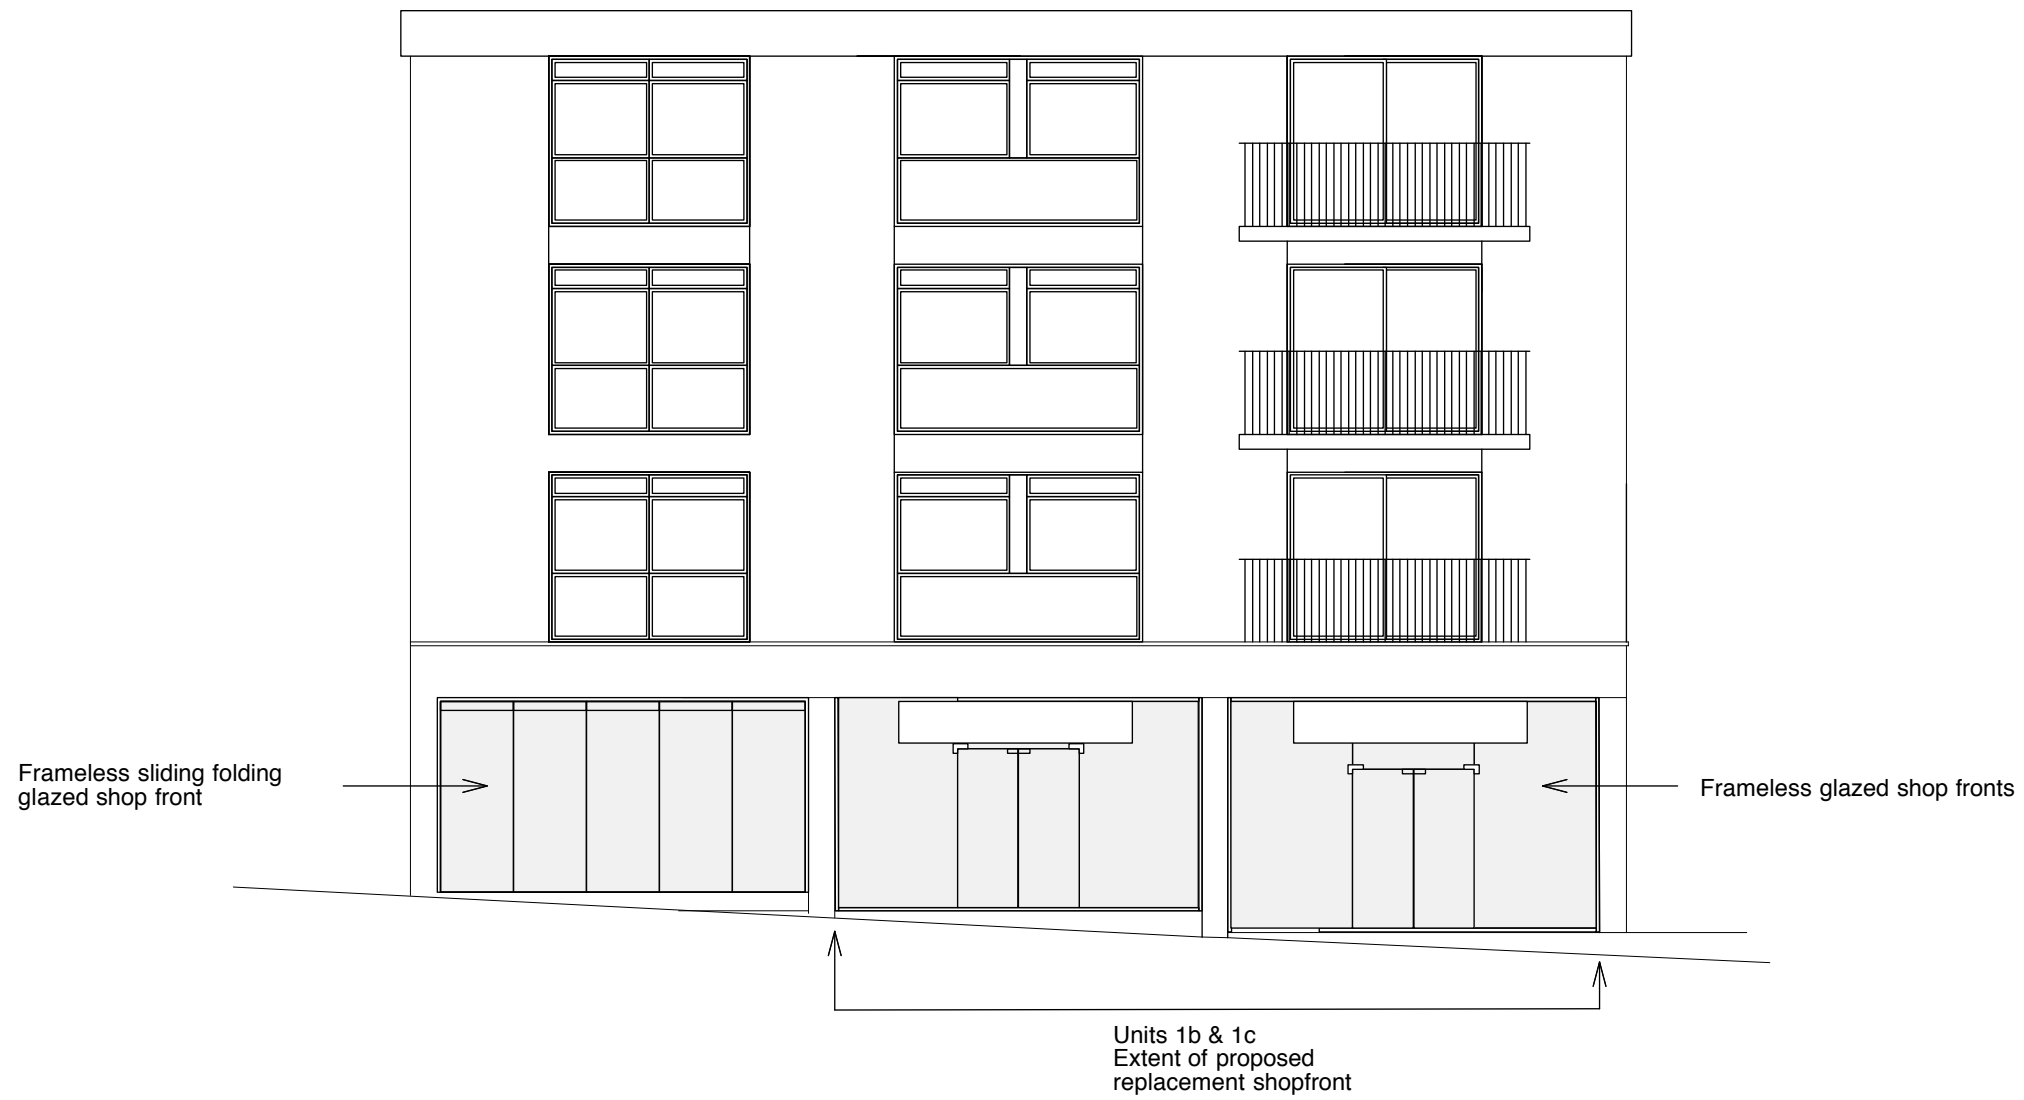 Frameless sliding folding
glazed shop front
Frameless glazed shop fronts
Units 1b & 1c
Extent of proposed
replacement shopfront